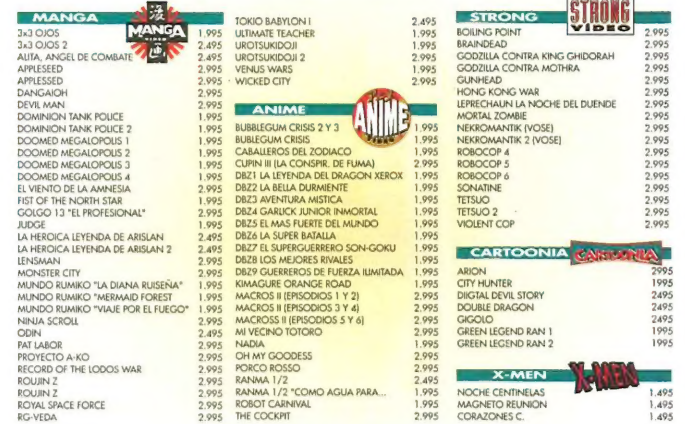 MANGA
MANGA
VIDEO
3x3 OJOS 1.995
3x3 OJOS 2 2.495
ALITA, ANGEL DE COMBATE 2.495
APPLESEED 2.995
APPLESSED 2.995
DANGAIOH 2.995
DEVIL MAN 2.995
DOMINION TANK POLICE 2.995
DOMINION TANK POLICE 2 1.995
DOOMED MEGALOPOLIS 1 2.995
DOOMED MEGALOPOLIS 2 2.995
DOOMED MEGALOPOLIS 3 2.995
DOOMED MEGALOPOLIS 4 2.995
EL VIENTO DE LA AMNESIA 2.995
FIST OF THE NORTH STAR 1.995
GOLGO 13 "EL PROFESIONAL" 2.995
JUDGE 1.995
LA HEROICA LEYENDA DE ARISLAN 2.495
LA HEROICA LEYENDA DE ARISLAN 2 2.495
LENSMAN 2.995
MONSTER CITY 2.995
MUNDO RUMIKO "LA DIANA RUISEÑA" 1.995
MUNDO RUMIKO "MERMAID FOREST 1.995
MUNDO RUMIKO "VIAJE POR EL FUEGO" 1.995
NINJA SCROLL 2.995
ODIN 2.495
PAT LABOR 2.995
PROYECTO A-KO 2.995
RECORD OF THE LODOS WAR 2.995
ROUJIN Z 2.995
ROUJIN Z 2.995
ROYAL SPACE FORCE 2.995
RG-VEDA 2.995
TOKIO BABYLON I 2.495
ULTIMATE TEACHER 1.995
UROTSUKIDOJI 1.995
UROTSUKIDOJI 2 1.995
VENUS WARS 1.995
WICKED CITY 2.995
ANIME
ANIME
VIDEO
BUBBLEGUM CRISIS 2 Y 3 1.995
BUBLEGUM CRISIS 1.995
CABALLEROS DEL ZODIACO 1.995
CUPIN III (LA CONSPIR. DE FUMA) 2.995
DBZ1 LA LEYENDA DEL DRAGON XEROX 1.995
DBZ2 LA BELLA DURMIENTE 1.995
DBZ3 AVENTURA MISTICA 1.995
DBZ4 GARLICK JUNIOR INMORTAL 1.995
DBZ5 EL MAS FUERTE DEL MUNDO 1.995
DBZ6 LA SUPER BATALLA 1.995
DBZ7 EL SUPERGUERRERO SON-GOKU 1.995
DBZ8 LOS MEJORES RIVALES 1.995
DBZ9 GUERREROS DE FUERZA ILIMITADA 1.995
KIMAGURE ORANGE ROAD 1.995
MACROS II (EPISODIOS 1 Y 2) 2.995
MACROSS II (EPISODIOS 3 Y 4) 2.995
MACROSS II (EPISODIOS 5 Y 6) 2.995
MI VECINO TOTORO 2.495
NADIA 1.995
OH MY GOODESS 2.995
PORCO ROSSO 2.995
RANMA 1/2 2.495
RANMA 1/2 "COMO AGUA PARA... 1.995
ROBOT CARNIVAL 1.995
THE COCKPIT 2.995
STRONG
STRONG
VIDEO
BOILING POINT 2.995
BRAINDEAD 2.995
GODZILLA CONTRA KING GHIDORAH 2.995
GODZILLA CONTRA MOTHRA 2.995
GUNHEAD 2.995
HONG KONG WAR 2.995
LEPRECHAUN LA NOCHE DEL DUENDE 2.995
MORTAL ZOMBIE 2.995
NEKROMANTIK (VOSE) 2.995
NEKROMANTIK 2 (VOSE) 2.995
ROBOCOP 4 2.995
ROBOCOP 5 2.995
ROBOCOP 6 2.995
SONATINE 2.995
TETSUO 2.995
TETSUO 2 2.995
VIOLENT COP 2.995
CARTOONIA
CARTOONIA
ARION 2995
CITY HUNTER 1995
DIIGTAL DEVIL STORY 2495
DOUBLE DRAGON 2495
GIGOLO 2495
GREEN LEGEND RAN 1 1995
GREEN LEGEND RAN 2 1995
X-MEN
X-MEN
NOCHE CENTINELAS 1.495
MAGNETO REUNION 1.495
CORAZONES C. 1.495